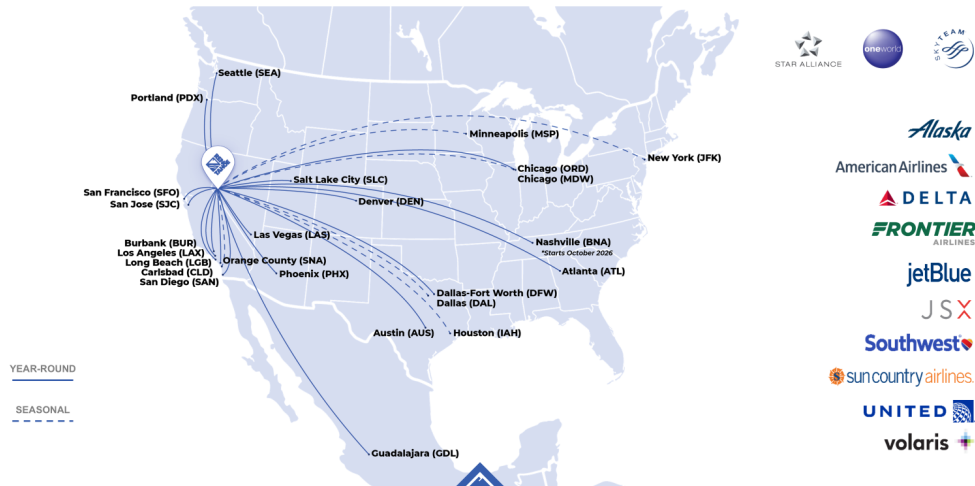 Seattle (SEA)
Portland (PDX)
Minneapolis (MSP)
New York (JFK)
Chicago (ORD)
Chicago (MDW)
Salt Lake City (SLC)
San Francisco (SFO)
San Jose (SJC)
Denver (DEN)
Las Vegas (LAS)
Nashville (BNA)
*Starts October 2026
Burbank (BUR)
Los Angeles (LAX)
Long Beach (LGB)
Carlsbad (CLD)
San Diego (SAN)
Orange County (SNA)
Phoenix (PHX)
Atlanta (ATL)
Dallas-Fort Worth (DFW)
Dallas (DAL)
Austin (AUS)
Houston (IAH)
Guadalajara (GDL)
YEAR-ROUND
SEASONAL
STAR ALLIANCE
oneworld
SKYTEAM
Alaska
American Airlines
DELTA
FRONTIER
AIRLINES
jetBlue
JSX
Southwest
sun country airlines.
UNITED
volaris